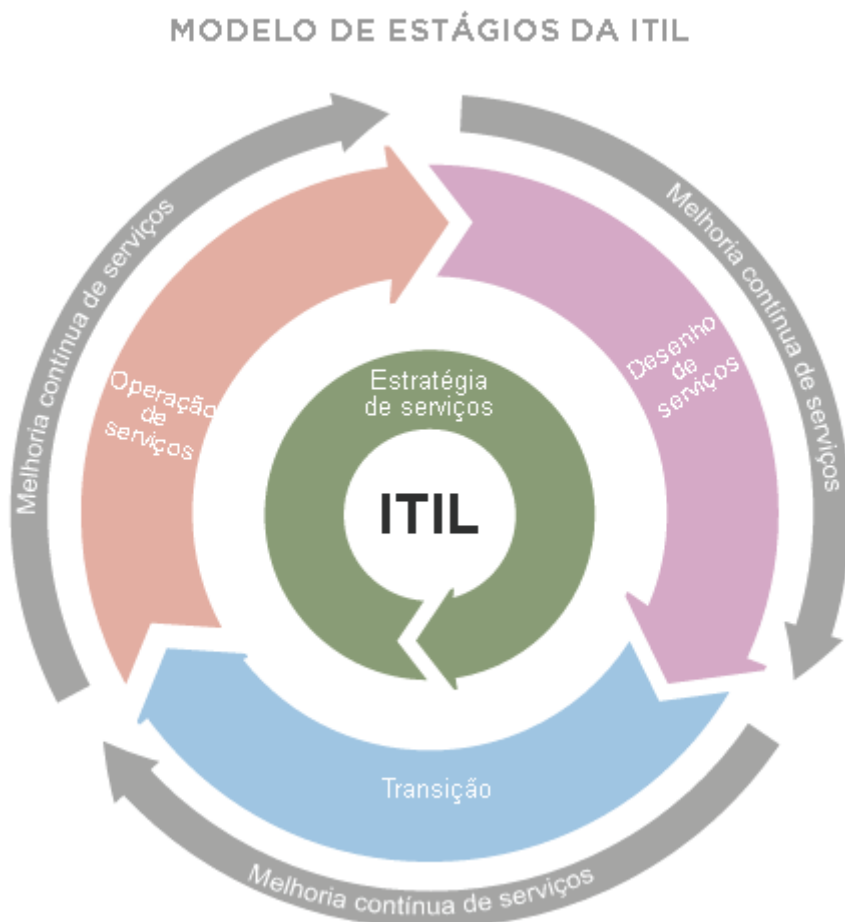 MODELO DE ESTÁGIOS DA ITIL
Melhoria contínua de serviços
Melhoria contínua de serviços
Operação
de
serviços
Desenho
de
serviços
Estratégia
de serviços
ITIL
Transição
Melhoria contínua de serviços